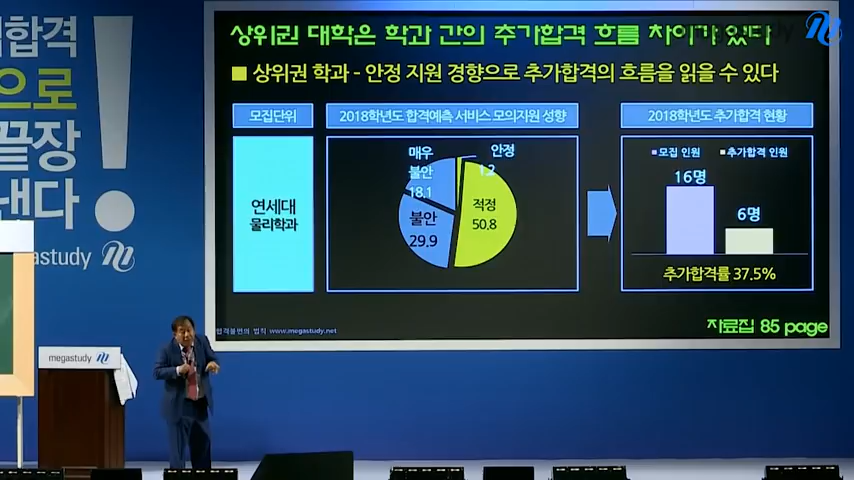 합격
으로
끝장
낸다
!
megastudy
megastudy
상위권 대학은 학과 간의 추가합격 흐름 차이가 있다
megastudy
■ 상위권 학과 - 안정 지원 경향으로 추가합격의 흐름을 읽을 수 있다
모집단위
2018학년도 합격예측 서비스 모의지원 성향
2018학년도 추가합격 현황
연세대
물리학과
매우
불안
18.1
안정
1.2
적정
50.8
불안
29.9
모집 인원
추가합격 인원
16명
6명
추가합격률 37.5%
합격불변의 법칙 www.megastudy.net
자료집 85 page